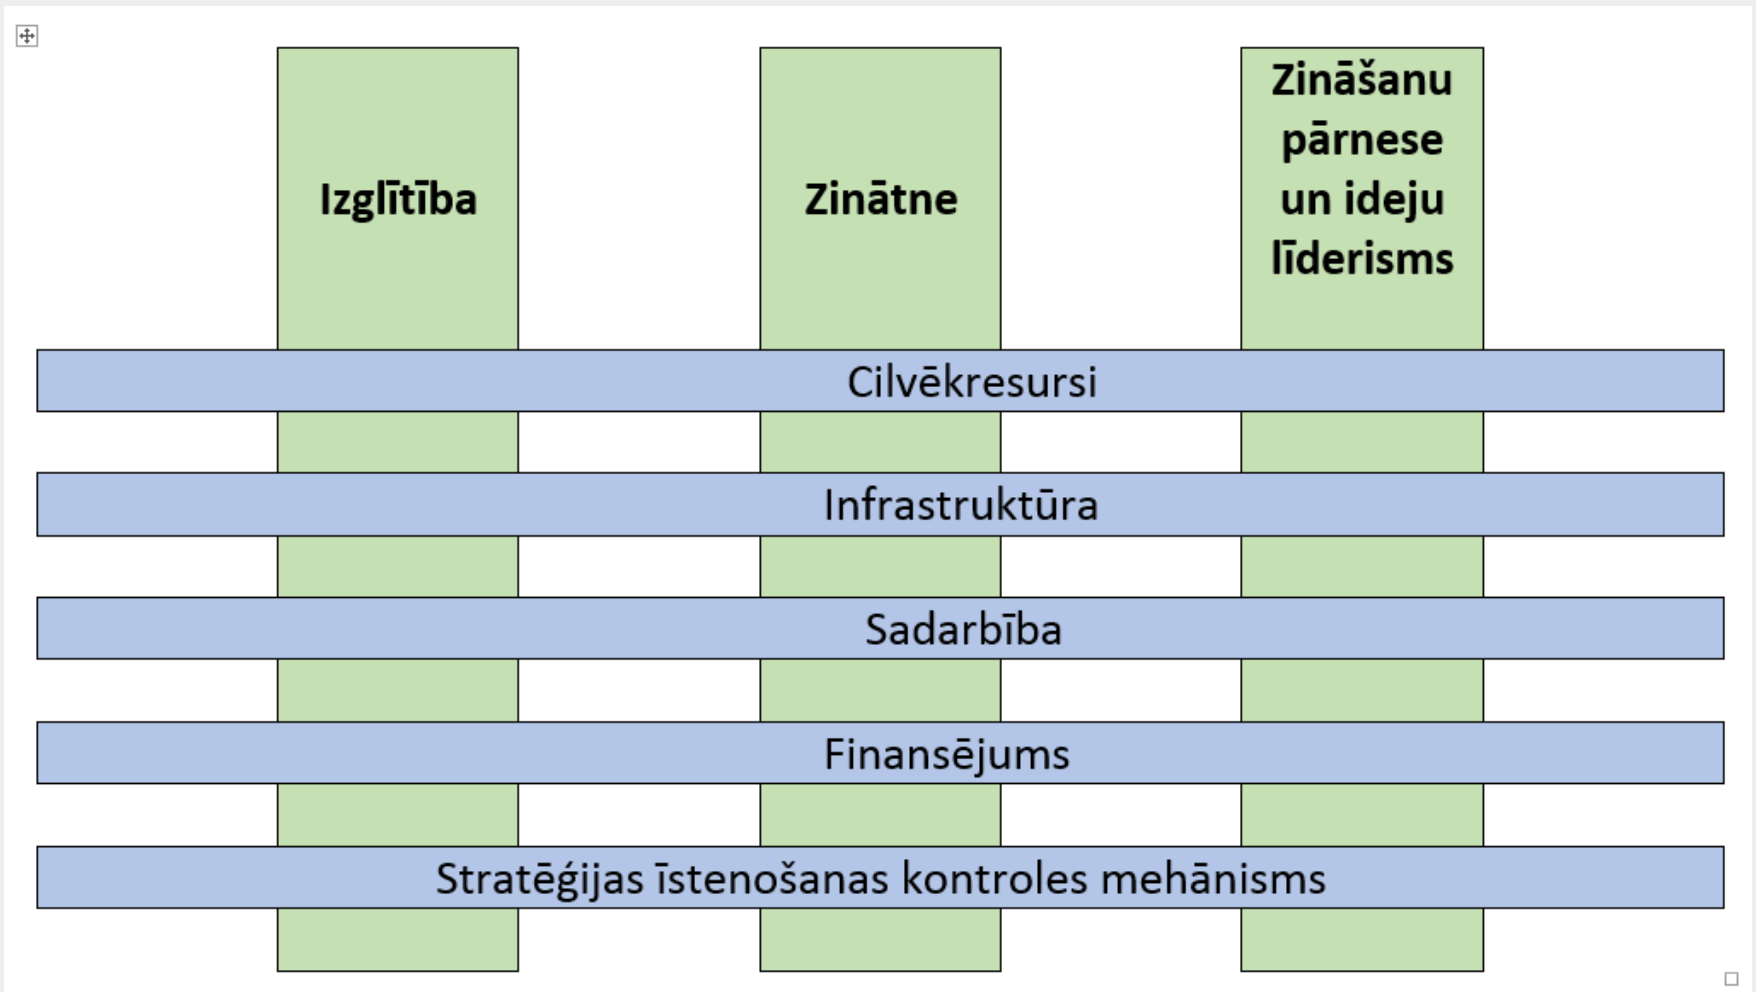 Izglītība
Zinātne
Zināšanu
pārnese
un ideju
līderisms
Cilvēkresursi
Infrastruktūra
Sadarbība
Finansējums
Stratēģijas īstenošanas kontroles mehānisms